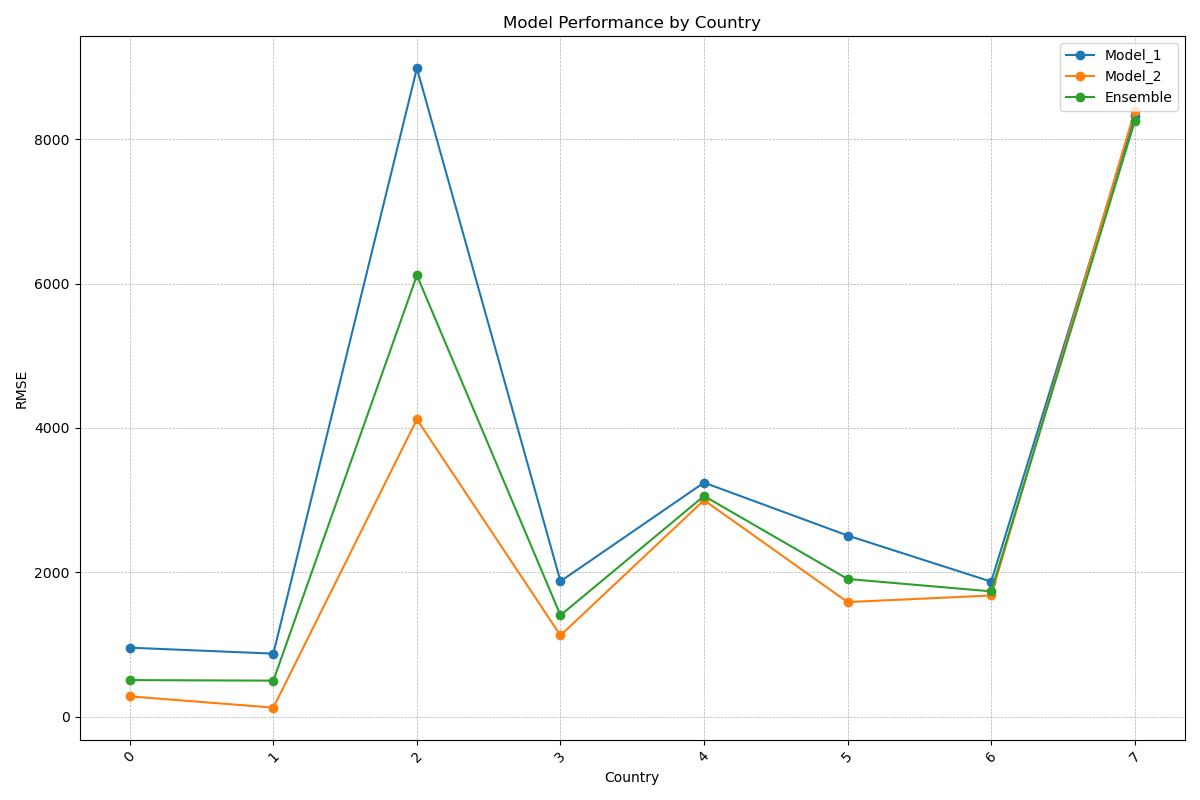 Model Performance by Country
Model_1
Model_2
Ensemble
8000
6000
4000
2000
0
RMSE
0 1 2 3 4 5 6 7
Country